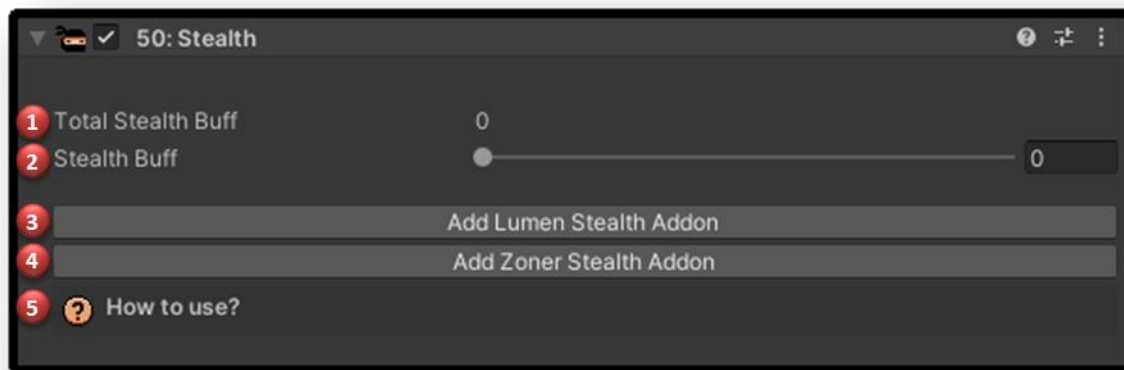 50: Stealth
1 Total Stealth Buff 0
2 Stealth Buff 0
3 Add Lumen Stealth Addon
4 Add Zoner Stealth Addon
5 How to use?